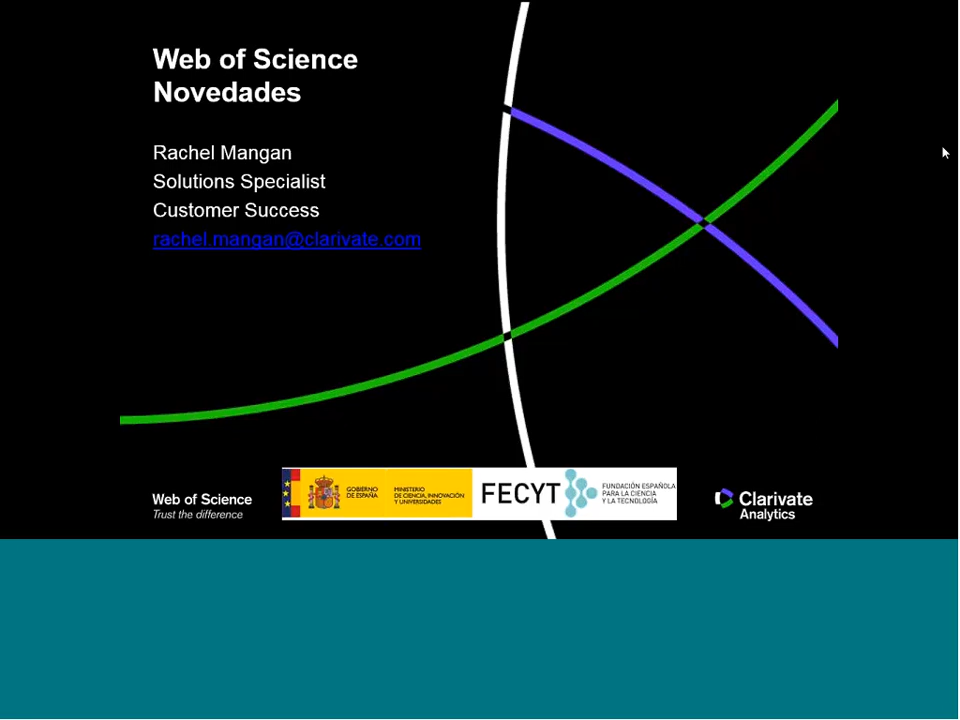 Web of Science
Novedades
Rachel Mangan
Solutions Specialist
Customer Success
rachel.mangan@clarivate.com
Web of Science
Trust the difference
GOBIERNO
DE ESPAÑA
MINISTERIO
DE CIENCIA, INNOVACIÓN
Y UNIVERSIDADES
FECYT
FUNDACIÓN ESPAÑOLA
PARA LA CIENCIA
Y LA TECNOLOGÍA
Clarivate
Analytics